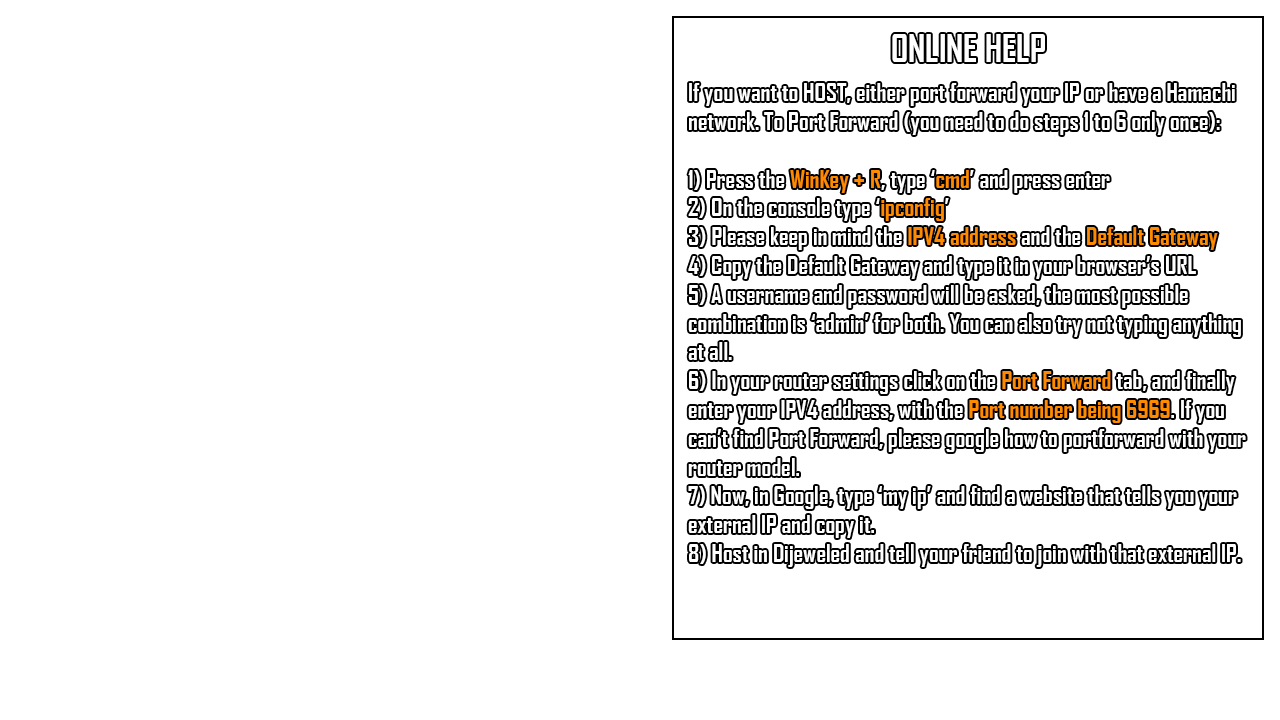 ONLINE HELP
If you want to HOST, either port forward your IP or have a Hamachi
network. To Port Forward (you need to do steps 1 to 6 only once):
1) Press the WinKey + R, type ‘cmd’ and press enter
2) On the console type ‘ipconfig’
3) Please keep in mind the IPV4 address and the Default Gateway
4) Copy the Default Gateway and type it in your browser’s URL
5) A username and password will be asked, the most possible
combination is ‘admin’ for both. You can also try not typing anything
at all.
6) In your router settings click on the Port Forward tab, and finally
enter your IPV4 address, with the Port number being 6969. If you
can’t find Port Forward, please google how to portforward with your
router model.
7) Now, in Google, type ‘my ip’ and find a website that tells you your
external IP and copy it.
8) Host in Dijeweled and tell your friend to join with that external IP.